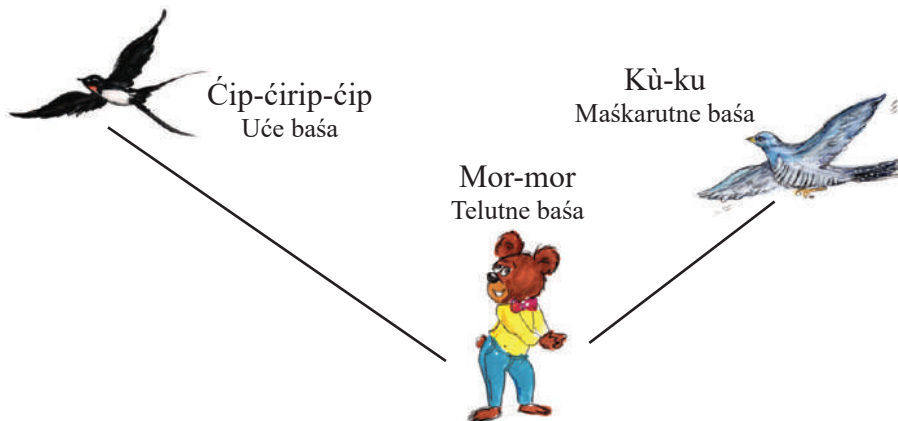 Ćip-ćirip-ćip
Uće baśa
Kù-ku
Maśkarutne baśa
Mor-mor
Telutne baśa